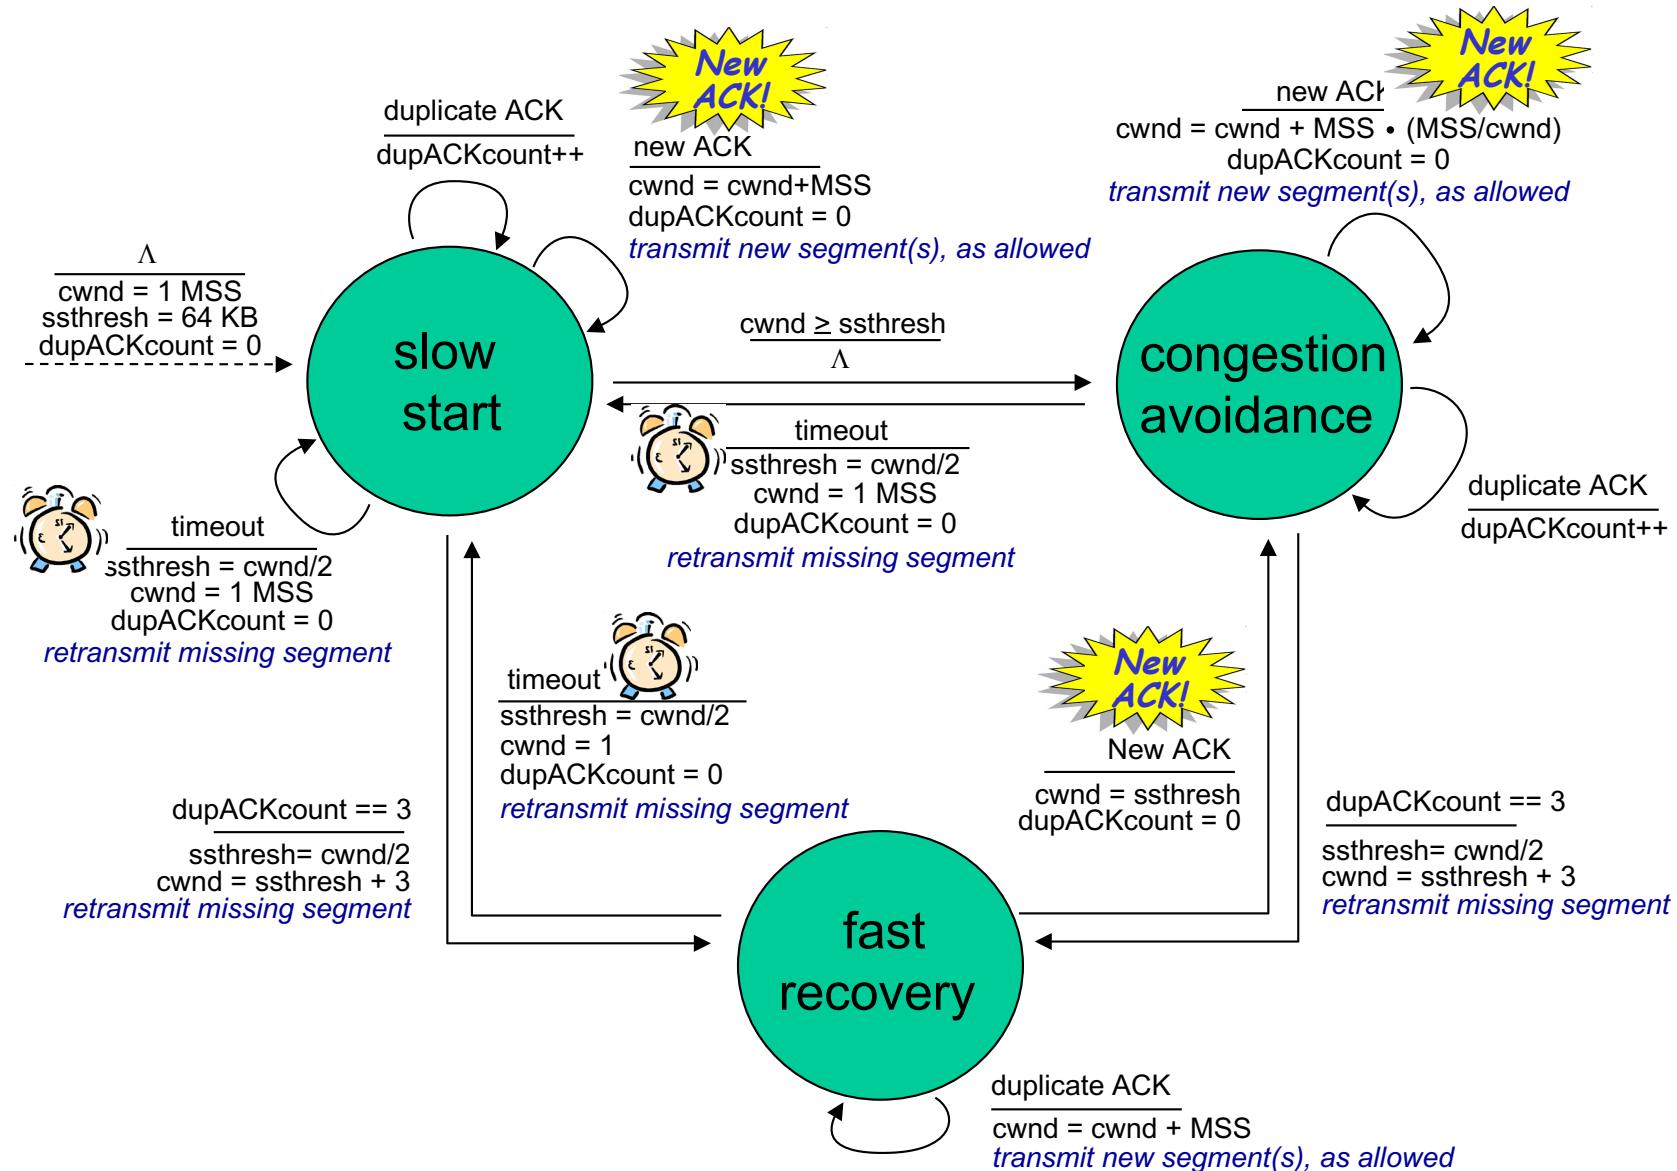 New
ACK!
New
ACK!
duplicate ACK
dupACKcount++
new ACK
cwnd = cwnd+MSS
dupACKcount = 0
transmit new segment(s), as allowed
new ACK
cwnd = cwnd + MSS • (MSS/cwnd)
dupACKcount = 0
transmit new segment(s), as allowed
Λ
cwnd = 1 MSS
ssthresh = 64 KB
dupACKcount = 0
slow
start
cwnd ≥ ssthresh
Λ
congestion
avoidance
timeout
ssthresh = cwnd/2
cwnd = 1 MSS
dupACKcount = 0
retransmit missing segment
duplicate ACK
dupACKcount++
timeout
ssthresh = cwnd/2
cwnd = 1 MSS
dupACKcount = 0
retransmit missing segment
timeout
ssthresh = cwnd/2
cwnd = 1
dupACKcount = 0
retransmit missing segment
New
ACK!
New ACK
cwnd = ssthresh
dupACKcount = 0
dupACKcount == 3
ssthresh= cwnd/2
cwnd = ssthresh + 3
retransmit missing segment
dupACKcount == 3
ssthresh= cwnd/2
cwnd = ssthresh + 3
retransmit missing segment
fast
recovery
duplicate ACK
cwnd = cwnd + MSS
transmit new segment(s), as allowed